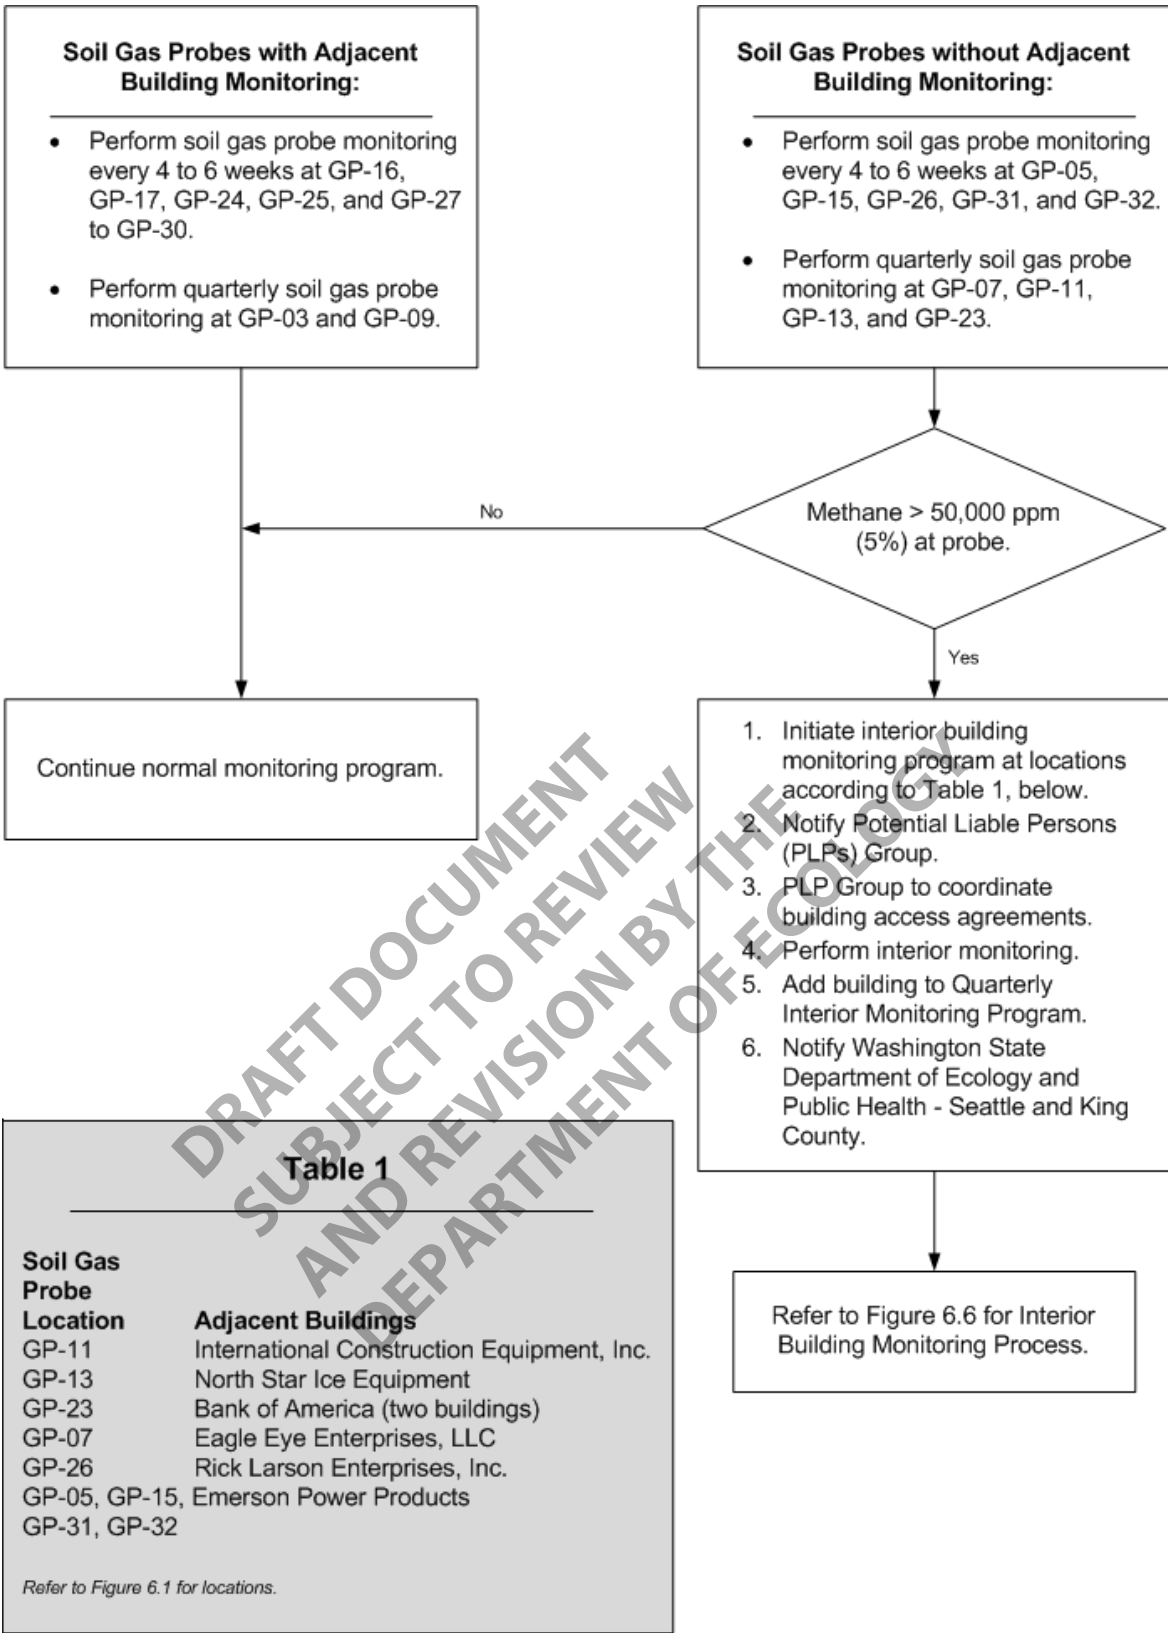 Soil Gas Probes with Adjacent
Building Monitoring:
• Perform soil gas probe monitoring
every 4 to 6 weeks at GP-16,
GP-17, GP-24, GP-25, and GP-27
to GP-30.
• Perform quarterly soil gas probe
monitoring at GP-03 and GP-09.
Soil Gas Probes without Adjacent
Building Monitoring:
• Perform soil gas probe monitoring
every 4 to 6 weeks at GP-05,
GP-15, GP-26, GP-31, and GP-32.
• Perform quarterly soil gas probe
monitoring at GP-07, GP-11,
GP-13, and GP-23.
No
Methane > 50,000 ppm
(5%) at probe.
Yes
Continue normal monitoring program.
1. Initiate interior building
monitoring program at locations
according to Table 1, below.
2. Notify Potential Liable Persons
(PLPs) Group.
3. PLP Group to coordinate
building access agreements.
4. Perform interior monitoring.
5. Add building to Quarterly
Interior Monitoring Program.
6. Notify Washington State
Department of Ecology and
Public Health - Seattle and King
County.
DRAFT DOCUMENT
SUBJECT TO REVIEW
AND REVISION BY THE
DEPARTMENT OF ECOLOGY
Table 1
Soil Gas
Probe
Location Adjacent Buildings
GP-11 International Construction Equipment, Inc.
GP-13 North Star Ice Equipment
GP-23 Bank of America (two buildings)
GP-07 Eagle Eye Enterprises, LLC
GP-26 Rick Larson Enterprises, Inc.
GP-05, GP-15, Emerson Power Products
GP-31, GP-32
Refer to Figure 6.1 for locations.
Refer to Figure 6.6 for Interior
Building Monitoring Process.